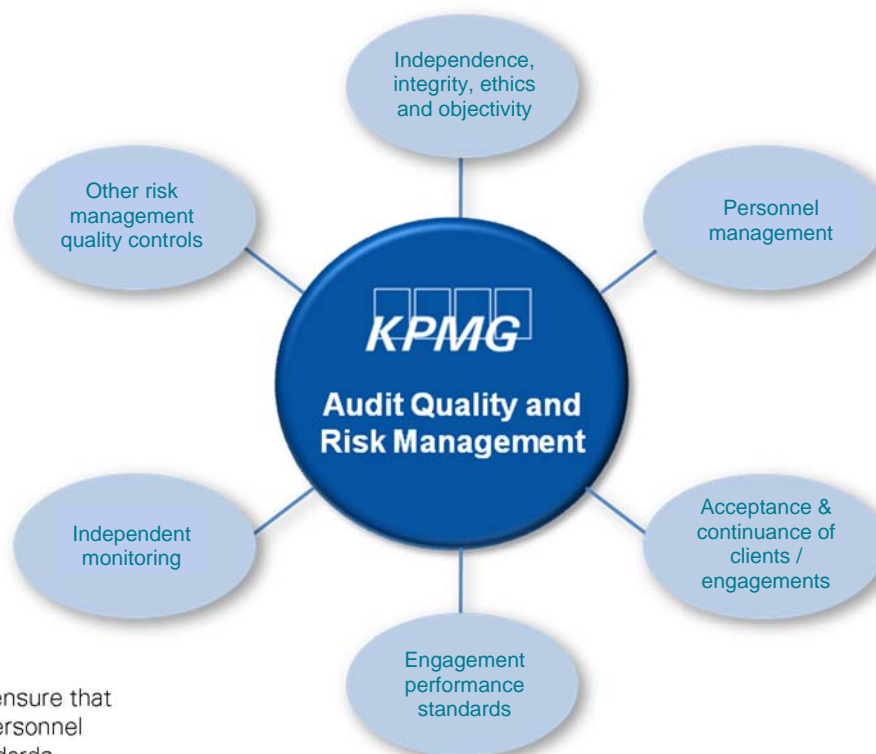 Independence,
integrity, ethics
and objectivity
Other risk
management
quality controls
Personnel
management
KPMG
Audit Quality and
Risk Management
Independent
monitoring
Acceptance &
continuance of
clients /
engagements
Engagement
performance
standards
ensure that
ersonnel